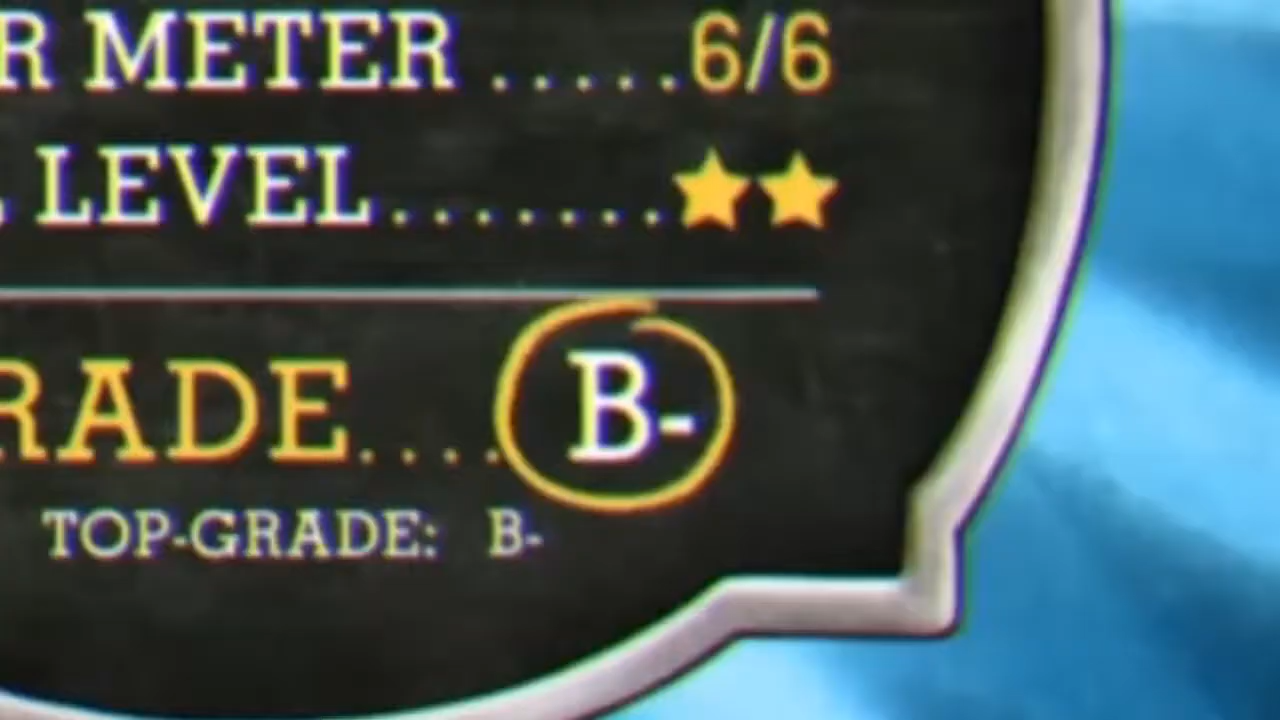 R METER .....6/6
LEVEL.......★★
RADE....B-
TOP-GRADE: B-